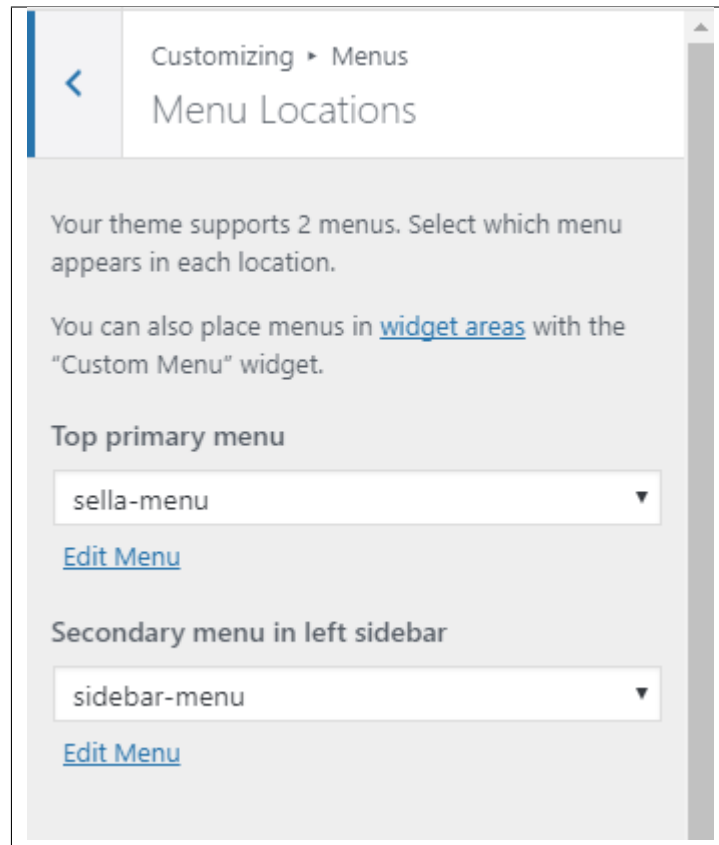 Customizing ▸ Menus
Menu Locations
Your theme supports 2 menus. Select which menu
appears in each location.
You can also place menus in widget areas with the
“Custom Menu” widget.
Top primary menu
sella-menu
Edit Menu
Secondary menu in left sidebar
sidebar-menu
Edit Menu